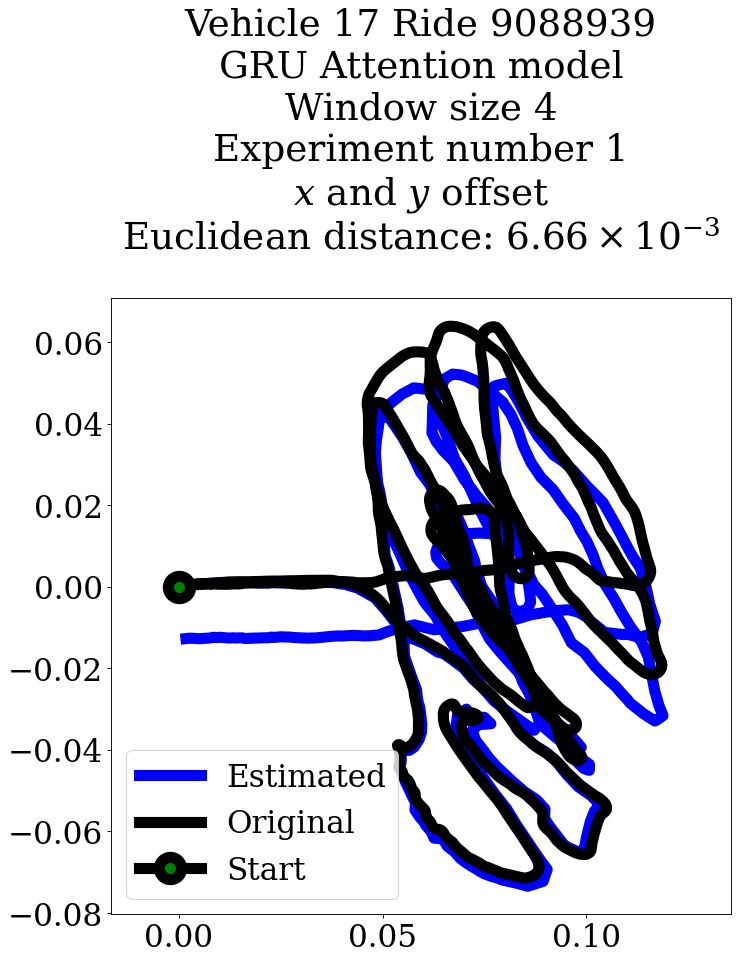 Vehicle 17 Ride 9088939
GRU Attention model
Window size 4
Experiment number 1
x and y offset
Euclidean distance: 6.66 × 10⁻³
0.06
0.04
0.02
0.00
−0.02
−0.04
−0.06
−0.08
Estimated
Original
Start
0.00 0.05 0.10